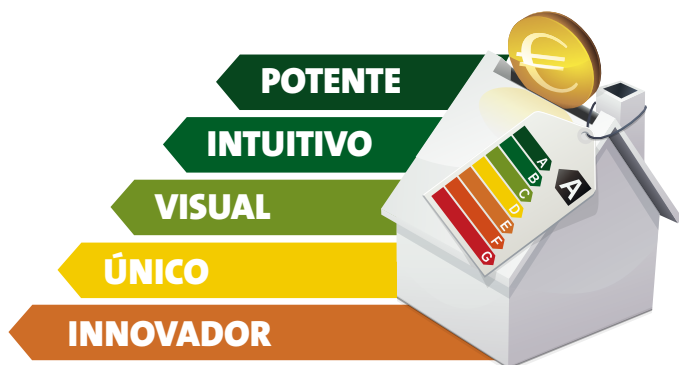 POTENTE
INTUITIVO
VISUAL
ÚNICO
INNOVADOR
€
A
B
C
D
E
F
G
A